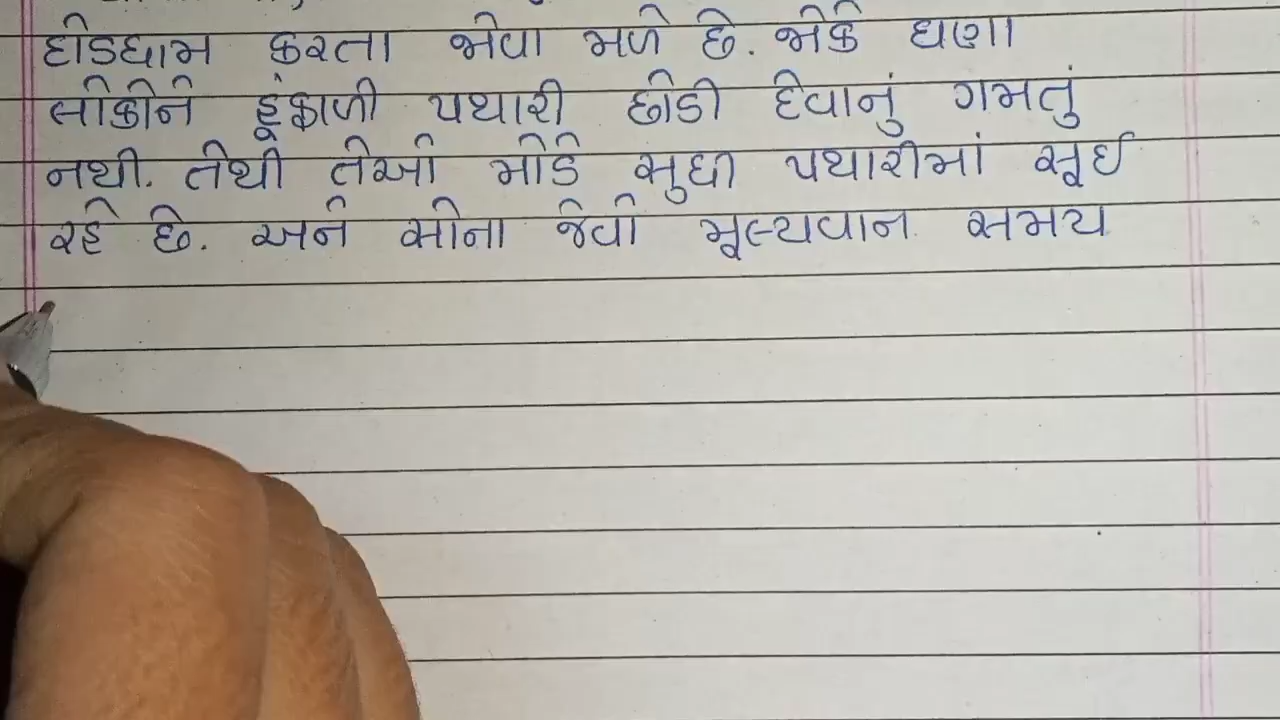 દોડધામ કરતા જોવા મળે છે. જોકે ઘણા
લોકોને હૂંફાળી પથારી છોડી દેવાનું ગમતું
નથી. તેથી તેઓ મોડે સુધી પથારીમાં સૂઈ
રહે છે. અને સોના જેવો મૂલ્યવાન સમય